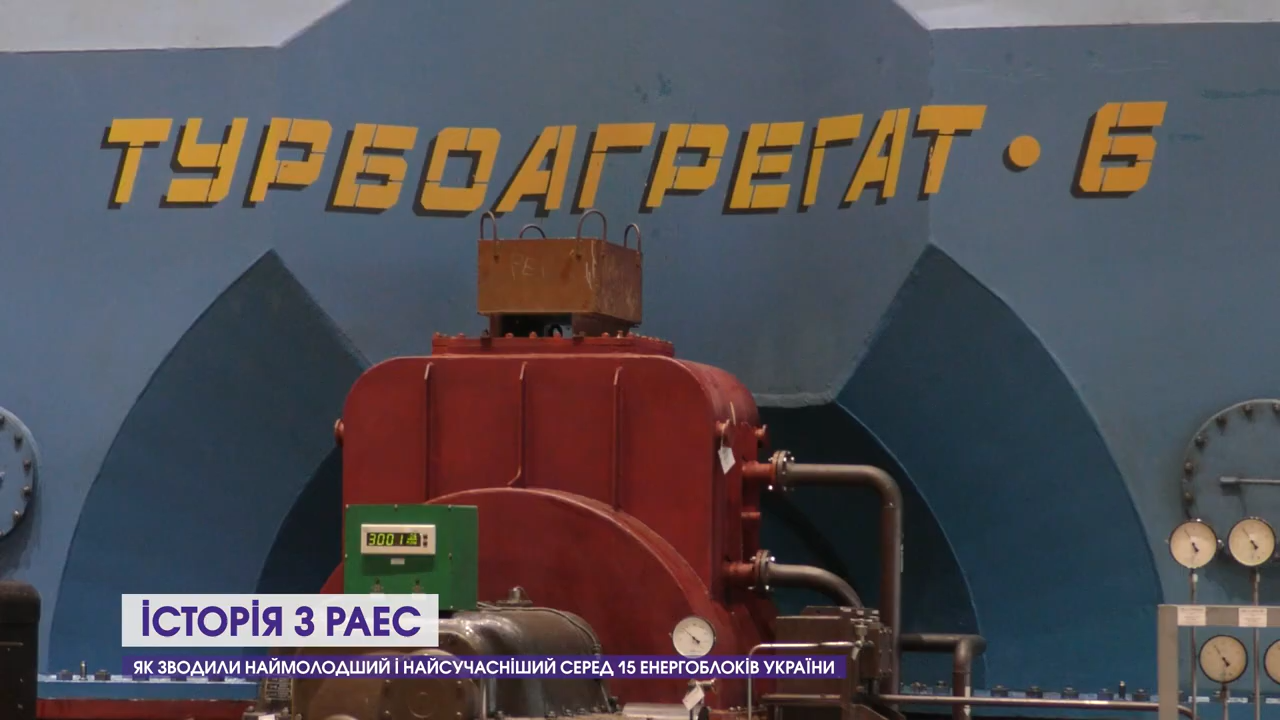 ТУРБОАГРЕГАТ • 6
3001
ІСТОРІЯ З РАЕС
ЯК ЗВОДИЛИ НАЙМОЛОДШИЙ І НАЙСУЧАСНІШИЙ СЕРЕД 15 ЕНЕРГОБЛОКІВ УКРАЇНИ